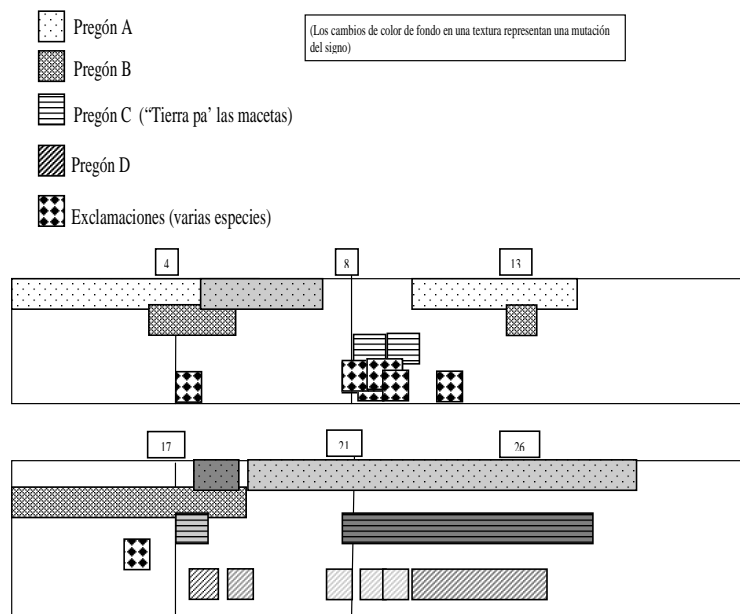 Pregón A
(Los cambios de color de fondo en una textura representan una mutación
del signo)
Pregón B
Pregón C (“Tierra pa’ las macetas)
Pregón D
Exclamaciones (varias especies)
4
8
13
17
21
26